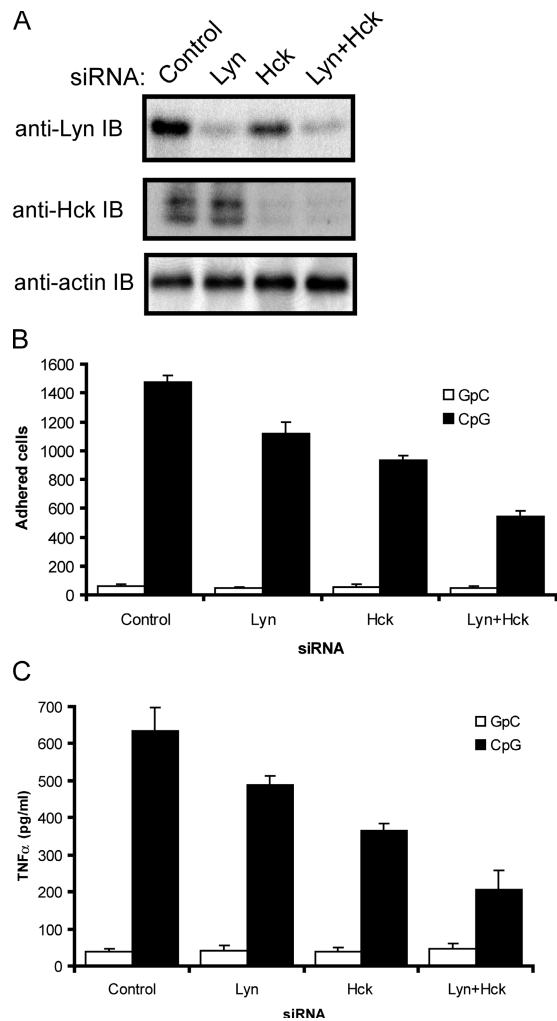 A
siRNA: Control Lyn Hck Lyn+Hck
anti-Lyn IB
anti-Hck IB
anti-actin IB
B
1600
1400
1200
1000
800
600
400
200
0
Adhered cells
GpC
CpG
Control Lyn Hck Lyn+Hck
siRNA
C
700
600
500
400
300
200
100
0
TNFα (pg/ml)
GpC
CpG
Control Lyn Hck Lyn+Hck
siRNA